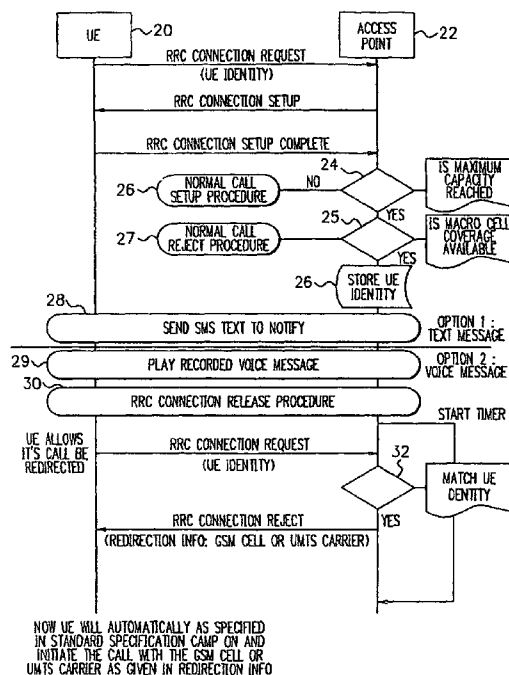 UE
20
ACCESS
POINT
22
RRC CONNECTION REQUEST
(UE IDENTITY)
RRC CONNECTION SETUP
RRC CONNECTION SETUP COMPLETE
24
IS MAXIMUM
CAPACITY
REACHED
26
NORMAL CALL
SETUP PROCEDURE
NO
YES
25
27
NORMAL CALL
REJECT PROCEDURE
IS MACRO CELL
COVERAGE
AVAILABLE
YES
26
STORE UE
IDENTITY
28
SEND SMS TEXT TO NOTIFY
OPTION 1 :
TEXT MESSAGE
29
PLAY RECORDED VOICE MESSAGE
OPTION 2 :
VOICE MESSAGE
30
RRC CONNECTION RELEASE PROCEDURE
START TIMER
UE ALLOWS
IT'S CALL BE
REDIRECTED
RRC CONNECTION REQUEST
(UE IDENTITY)
32
MATCH UE
DENTITY
YES
RRC CONNECTION REJECT
(REDIRECTION INFO: GSM CELL OR UMTS CARRIER)
NOW UE WILL AUTOMATICALLY AS SPECIFIED
IN STANDARD SPECIFICATION CAMP ON AND
INITIATE THE CALL WITH THE GSM CELL OR
UMTS CARRIER AS GIVEN IN REDIRECTION INFO